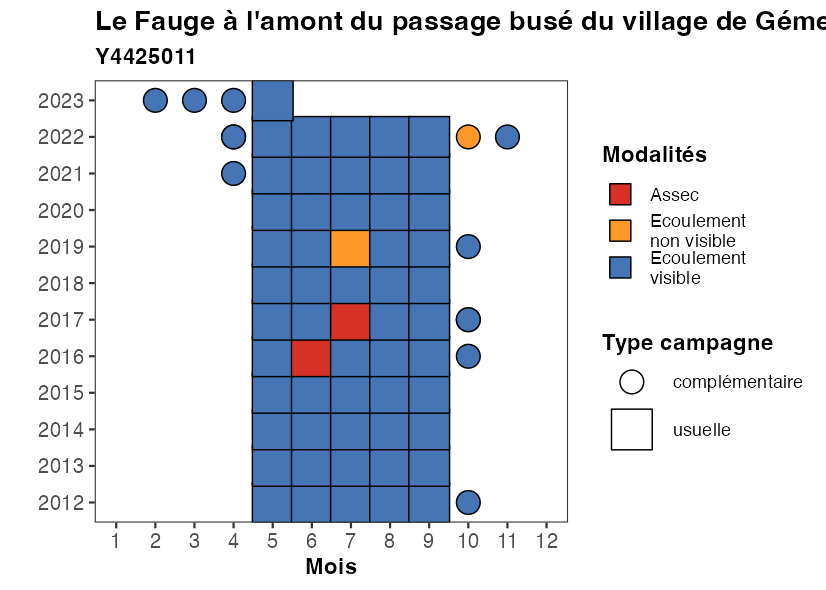 Le Fauge à l'amont du passage busé du village de Géme
Y4425011
2023
2022
2021
2020
2019
2018
2017
2016
2015
2014
2013
2012
1 2 3 4 5 6 7 8 9 10 11 12
Mois
Modalités
Assec
Ecoulement
non visible
Ecoulement
visible
Type campagne
complémentaire
usuelle